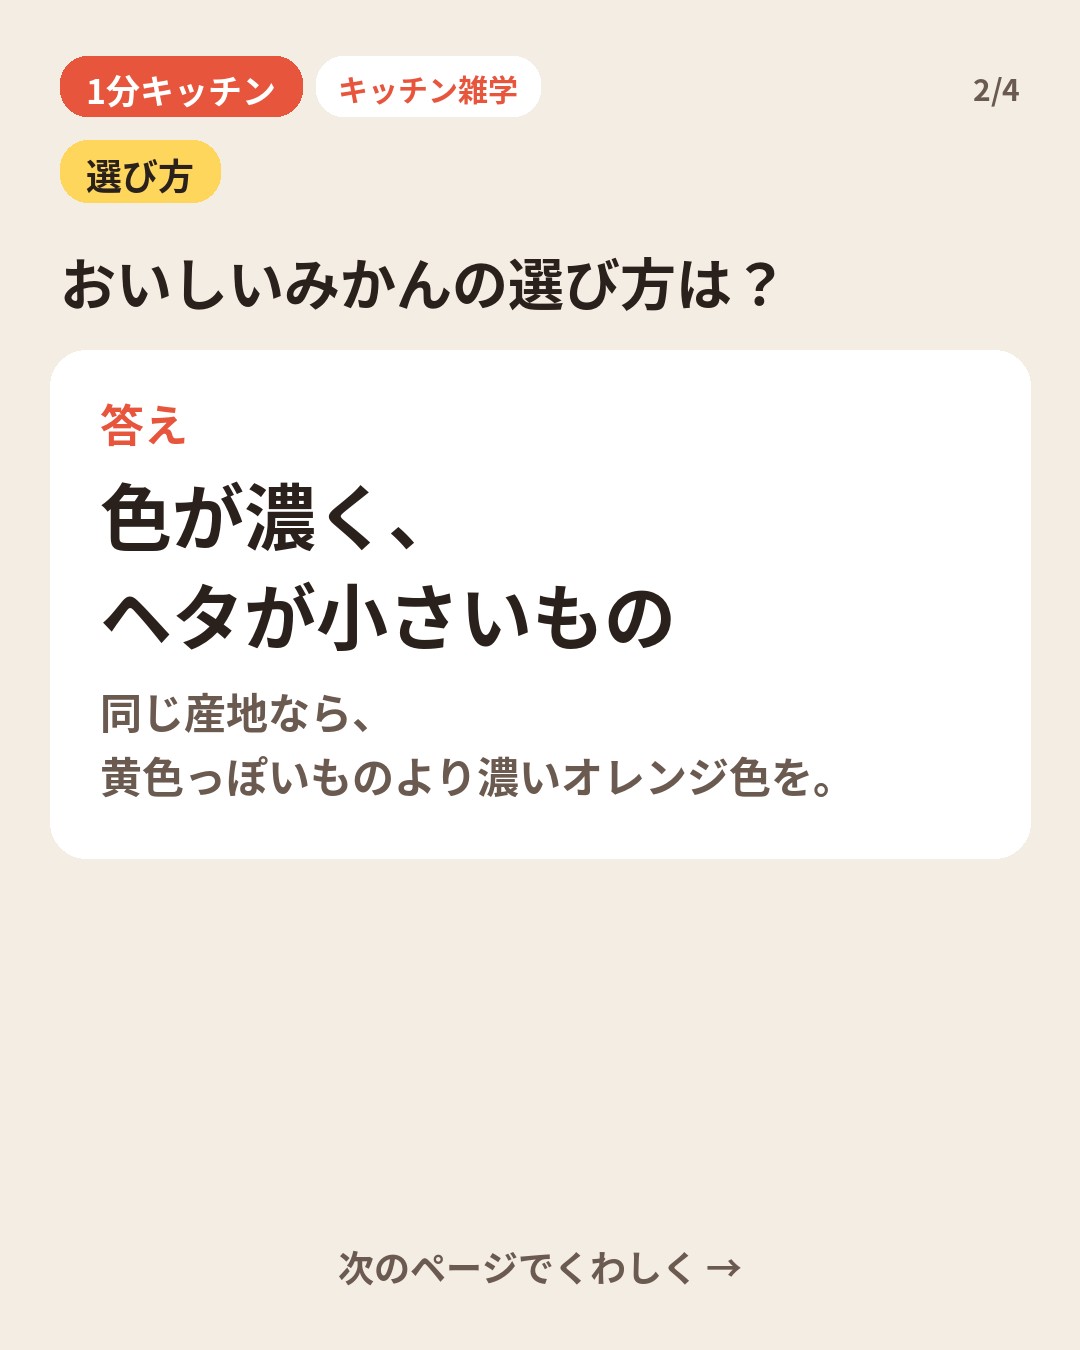 1分キッチン
キッチン雑学
2/4
選び方
おいしいみかんの選び方は？
答え
色が濃く、
ヘタが小さいもの
同じ産地なら、
黄色っぽいものより濃いオレンジ色を。
次のページでくわしく →